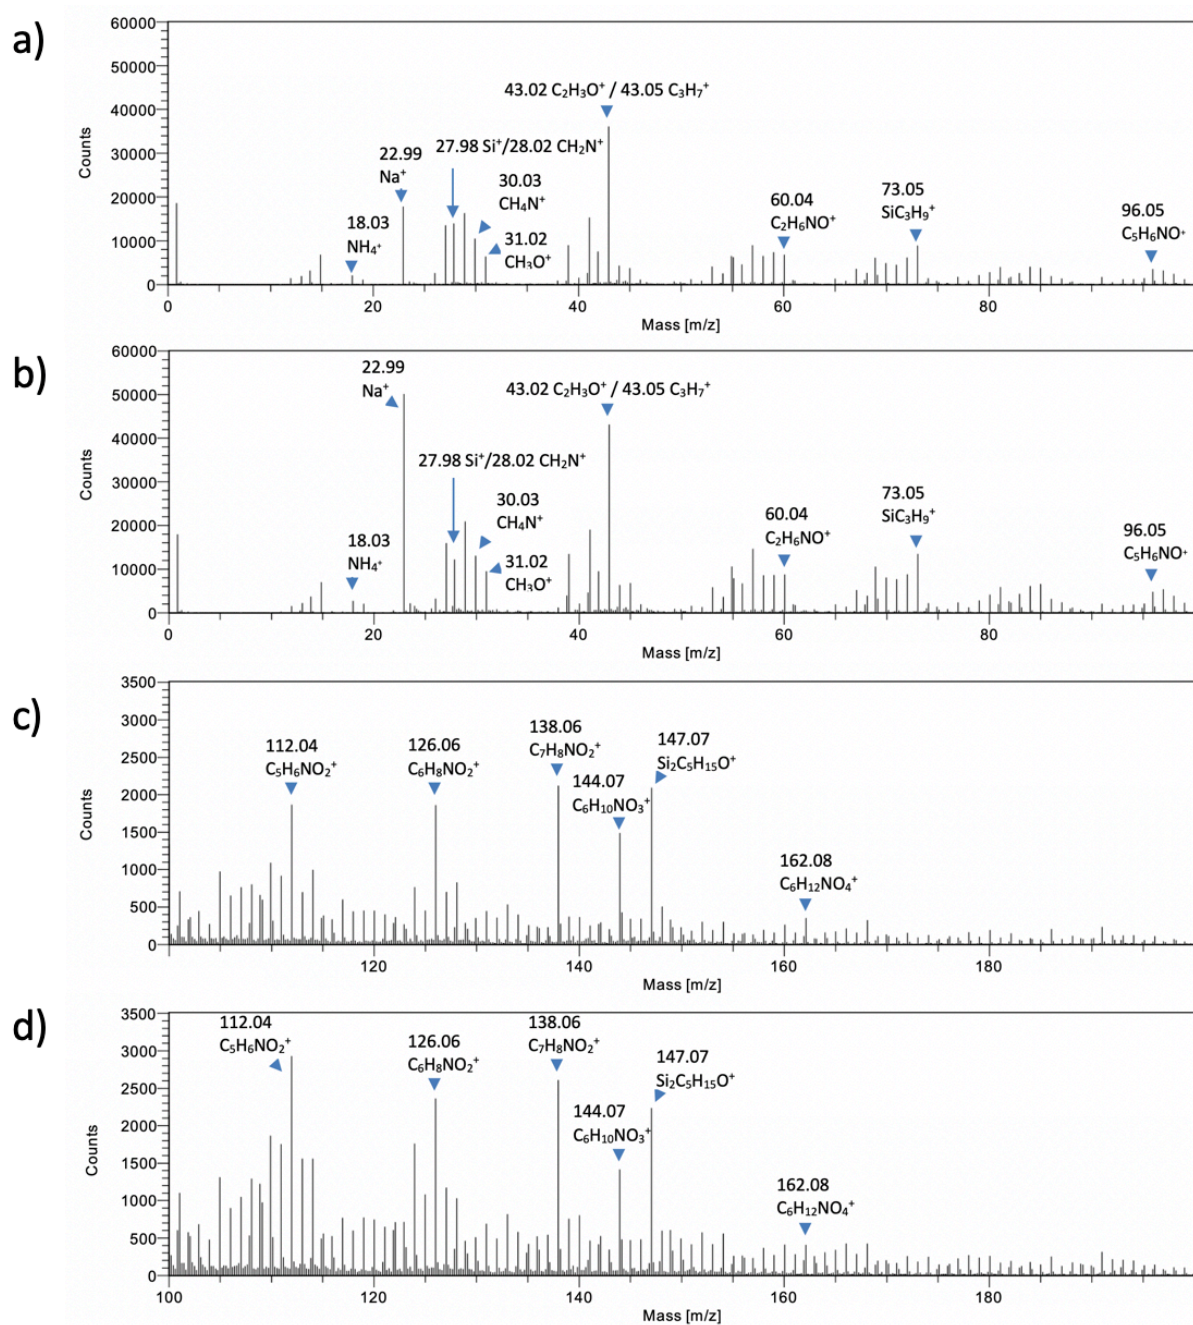 a)
60000
50000
40000
30000
20000
10000
0
Counts
43.02 C₂H₃O⁺ / 43.05 C₃H₇⁺
27.98 Si⁺/28.02 CH₂N⁺
22.99
Na⁺
30.03
CH₄N⁺
18.03
NH₄⁺
31.02
CH₃O⁺
60.04
C₂H₆NO⁺
73.05
SiC₃H₉⁺
96.05
C₅H₆NO⁺
0 20 40 60 80
Mass [m/z]
b)
60000
50000
40000
30000
20000
10000
0
Counts
22.99
Na⁺
43.02 C₂H₃O⁺ / 43.05 C₃H₇⁺
27.98 Si⁺/28.02 CH₂N⁺
30.03
CH₄N⁺
18.03
NH₄⁺
31.02
CH₃O⁺
60.04
C₂H₆NO⁺
73.05
SiC₃H₉⁺
96.05
C₅H₆NO⁺
0 20 40 60 80
Mass [m/z]
c)
3500
3000
2500
2000
1500
1000
500
0
Counts
112.04
C₅H₆NO₂⁺
126.06
C₆H₈NO₂⁺
138.06
C₇H₈NO₂⁺
144.07
C₆H₁₀NO₃⁺
147.07
Si₂C₅H₁₅O⁺
162.08
C₆H₁₂NO₄⁺
100 120 140 160 180
Mass [m/z]
d)
3500
3000
2500
2000
1500
1000
500
0
Counts
112.04
C₅H₆NO₂⁺
126.06
C₆H₈NO₂⁺
138.06
C₇H₈NO₂⁺
144.07
C₆H₁₀NO₃⁺
147.07
Si₂C₅H₁₅O⁺
162.08
C₆H₁₂NO₄⁺
100 120 140 160 180
Mass [m/z]